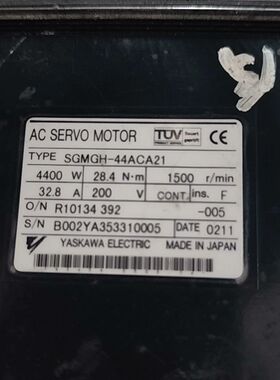 AC SERVO MOTOR TÜV CE
TYPE SGMGH-44ACA21
4400 W 28.4 N·m 1500 r/min
32.8 A 200 V CONT. ins. F
O/N R10134 392 -005
S/N B002YA353310005 DATE 0211
YASKAWA ELECTRIC MADE IN JAPAN